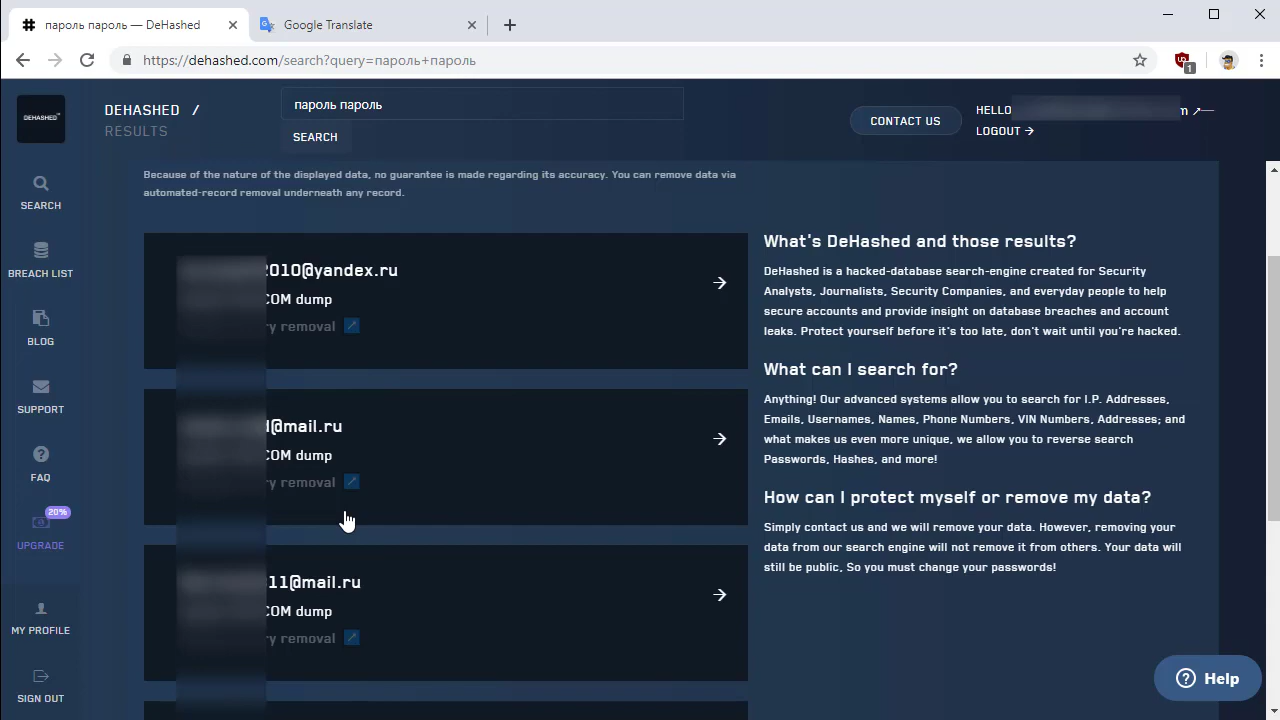 пароль пароль — DeHashed
Google Translate
https://dehashed.com/search?query=пароль+пароль
1
DEHASHED
DEHASHED /
RESULTS
пароль пароль
SEARCH
CONTACT US
HELLO m
LOGOUT →
SEARCH
BREACH LIST
BLOG
SUPPORT
FAQ
20%
UPGRADE
MY PROFILE
SIGN OUT
Because of the nature of the displayed data, no guarantee is made regarding its accuracy. You can remove data via
automated-record removal underneath any record.
2010@yandex.ru
COM dump
ry removal
@mail.ru
COM dump
ry removal
11@mail.ru
COM dump
ry removal
What's DeHashed and those results?
DeHashed is a hacked-database search-engine created for Security
Analysts, Journalists, Security Companies, and everyday people to help
secure accounts and provide insight on database breaches and account
leaks. Protect yourself before it's too late, don't wait until you're hacked.
What can I search for?
Anything! Our advanced systems allow you to search for I.P. Addresses,
Emails, Usernames, Names, Phone Numbers, VIN Numbers, Addresses; and
what makes us even more unique, we allow you to reverse search
Passwords, Hashes, and more!
How can I protect myself or remove my data?
Simply contact us and we will remove your data. However, removing your
data from our search engine will not remove it from others. Your data will
still be public, So you must change your passwords!
Help